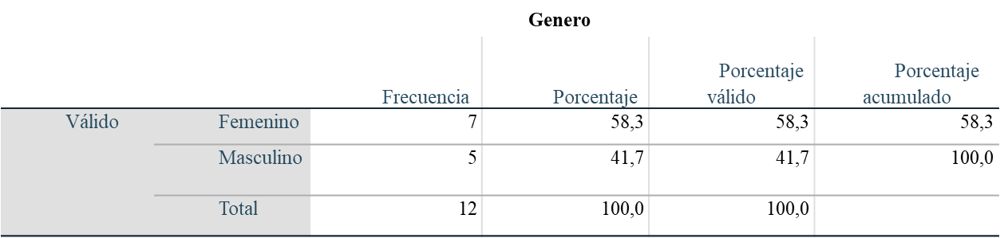 Genero
Frecuencia Porcentaje Porcentaje válido Porcentaje acumulado
Válido Femenino 7 58,3 58,3 58,3
Masculino 5 41,7 41,7 100,0
Total 12 100,0 100,0